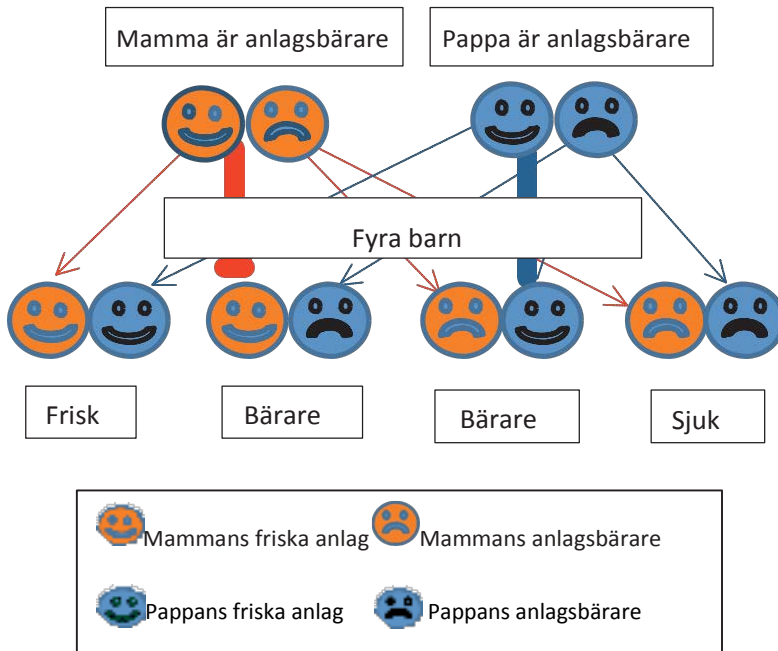 Mamma är anlagsbärare
Pappa är anlagsbärare
Fyra barn
Frisk
Bärare
Bärare
Sjuk
Mammans friska anlag
Mammans anlagsbärare
Pappans friska anlag
Pappans anlagsbärare